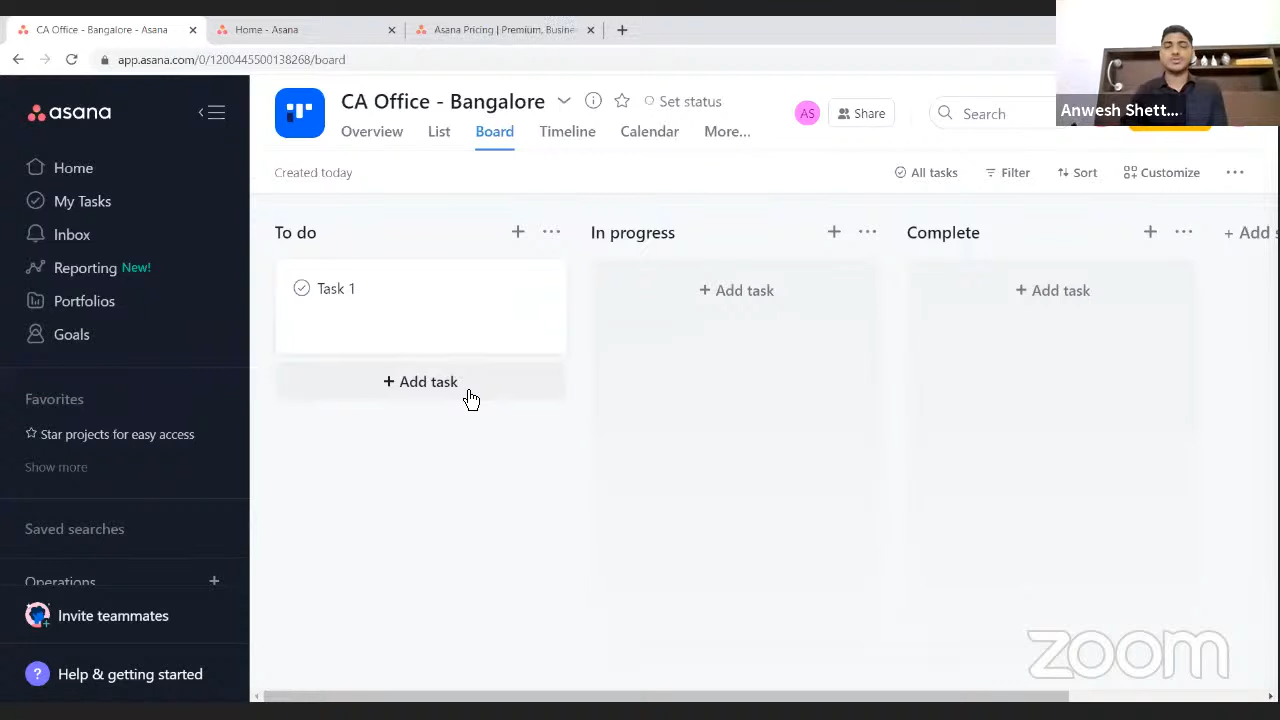 CA Office - Bangalore - Asana
Home - Asana
Asana Pricing | Premium, Busine
app.asana.com/0/1200445500138268/board
Anwesh Shett...
asana
Home
My Tasks
Inbox
Reporting New!
Portfolios
Goals
Favorites
Star projects for easy access
Show more
Saved searches
Operations +
Invite teammates
? Help & getting started
CA Office - Bangalore
Set status
AS
Share
Search
Overview List Board Timeline Calendar More...
Created today
All tasks Filter Sort Customize ...
To do + ...
In progress + ...
Complete + ...
+ Add s
Task 1
+ Add task
+ Add task
+ Add task
zoom